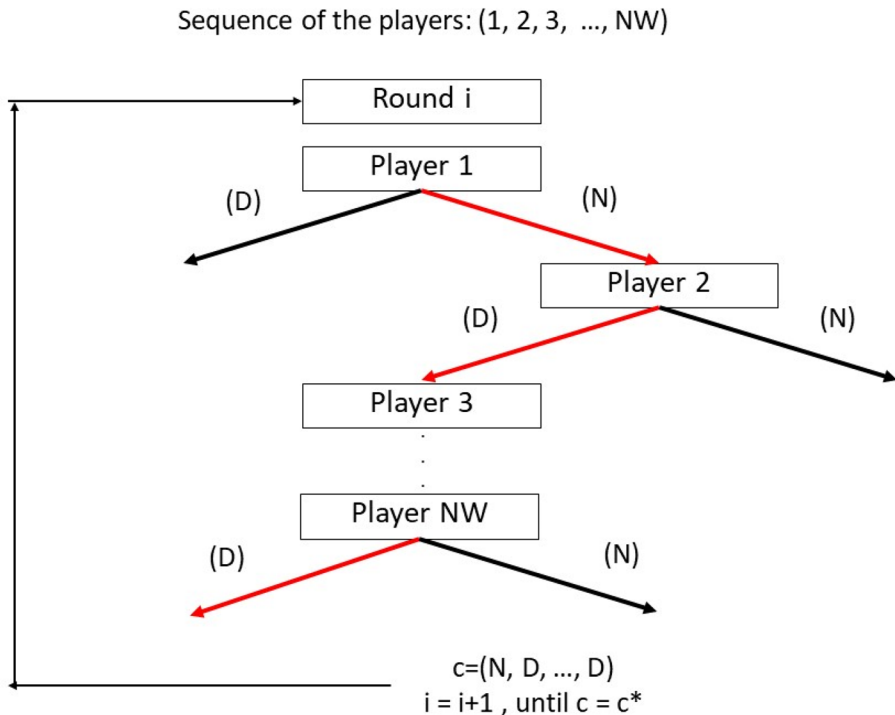 Sequence of the players: (1, 2, 3, ..., NW)
Round i
Player 1
(D)
(N)
Player 2
(D)
(N)
Player 3
.
.
.
Player NW
(D)
(N)
c=(N, D, ..., D)
i = i+1 , until c = c*